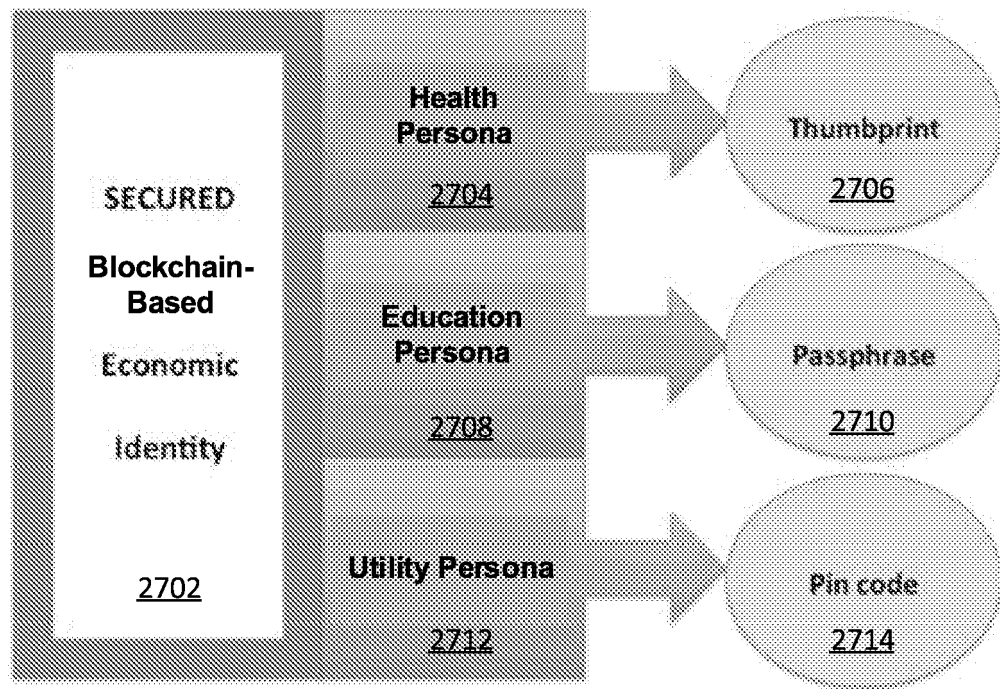 SECURED
Blockchain-
Based
Economic
Identity
2702
Health
Persona
2704
Thumbprint
2706
Education
Persona
2708
Passphrase
2710
Utility Persona
2712
Pin code
2714